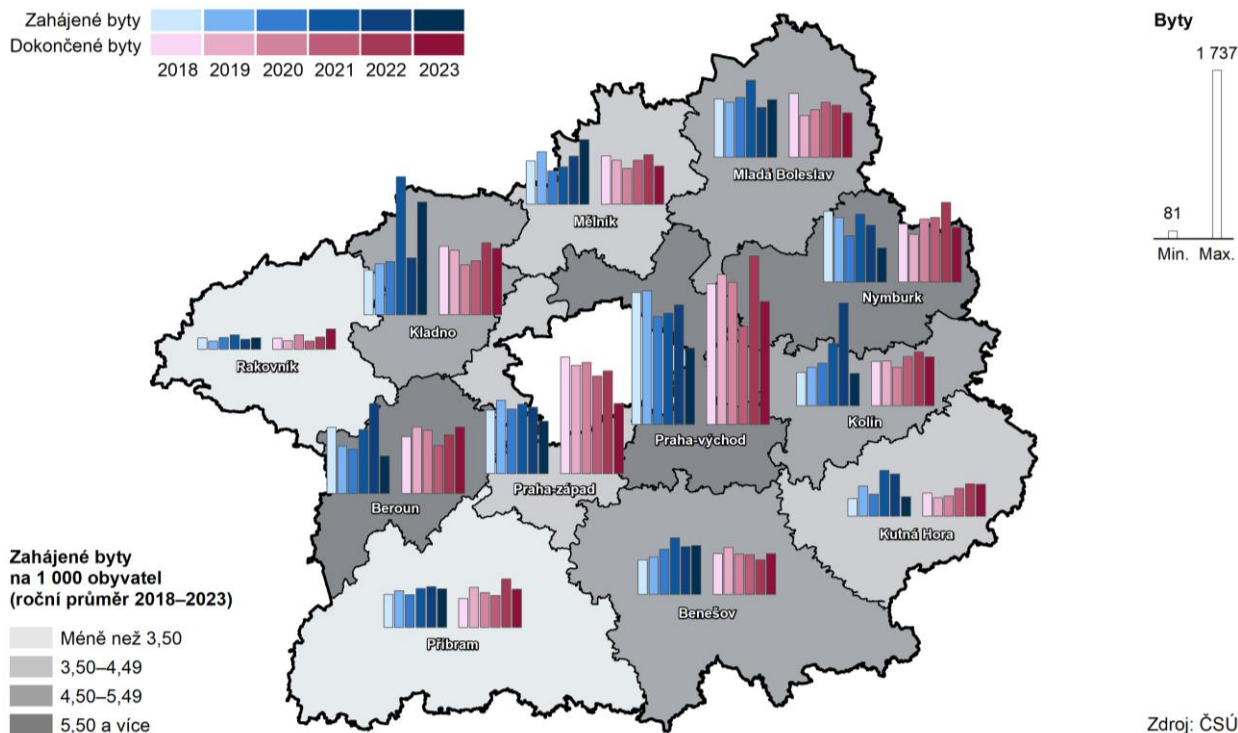 Zahájené byty
Dokončené byty
2018 2019 2020 2021 2022 2023
Byty
1 737
81
Min. Max.
Mladá Boleslav
Mělník
Nymburk
Kladno
Rakovník
Kolín
Praha-východ
Praha-západ
Beroun
Kutná Hora
Benešov
Příbram
Zahájené byty
na 1 000 obyvatel
(roční průměr 2018–2023)
Méně než 3,50
3,50–4,49
4,50–5,49
5,50 a více
Zdroj: ČSÚ